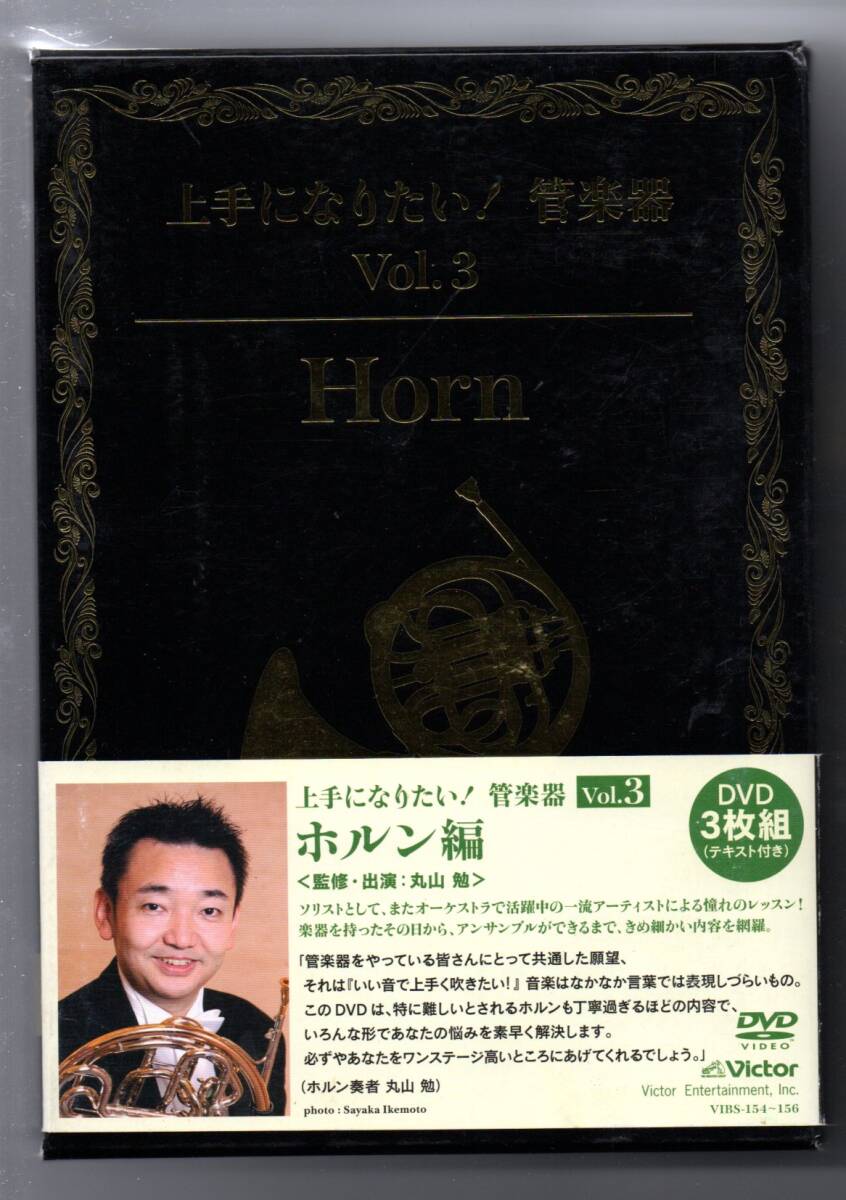 上手になりたい! 管楽器
Vol. 3
Horn
上手になりたい! 管楽器 Vol.3
ホルン編
<監修・出演:丸山 勉>
DVD
3枚組
(テキスト付き)
ソリストとして、またオーケストラで活躍中の一流アーティストによる憧れのレッスン!
楽器を持ったその日から、アンサンブルができるまで、きめ細かい内容を網羅。
「管楽器をやっている皆さんにとって共通した願望、
それは『いい音で上手く吹きたい!』音楽はなかなか言葉では表現しづらいもの。
このDVDは、特に難しいとされるホルンも丁寧過ぎるほどの内容で、
いろんな形であなたの悩みを素早く解決します。
必ずやあなたをワンステージ高いところにあげてくれるでしょう。」
(ホルン奏者 丸山 勉)
photo : Sayaka Ikemoto
DVD
VIDEO
Victor
Victor Entertainment, Inc.
VIBS-154~156